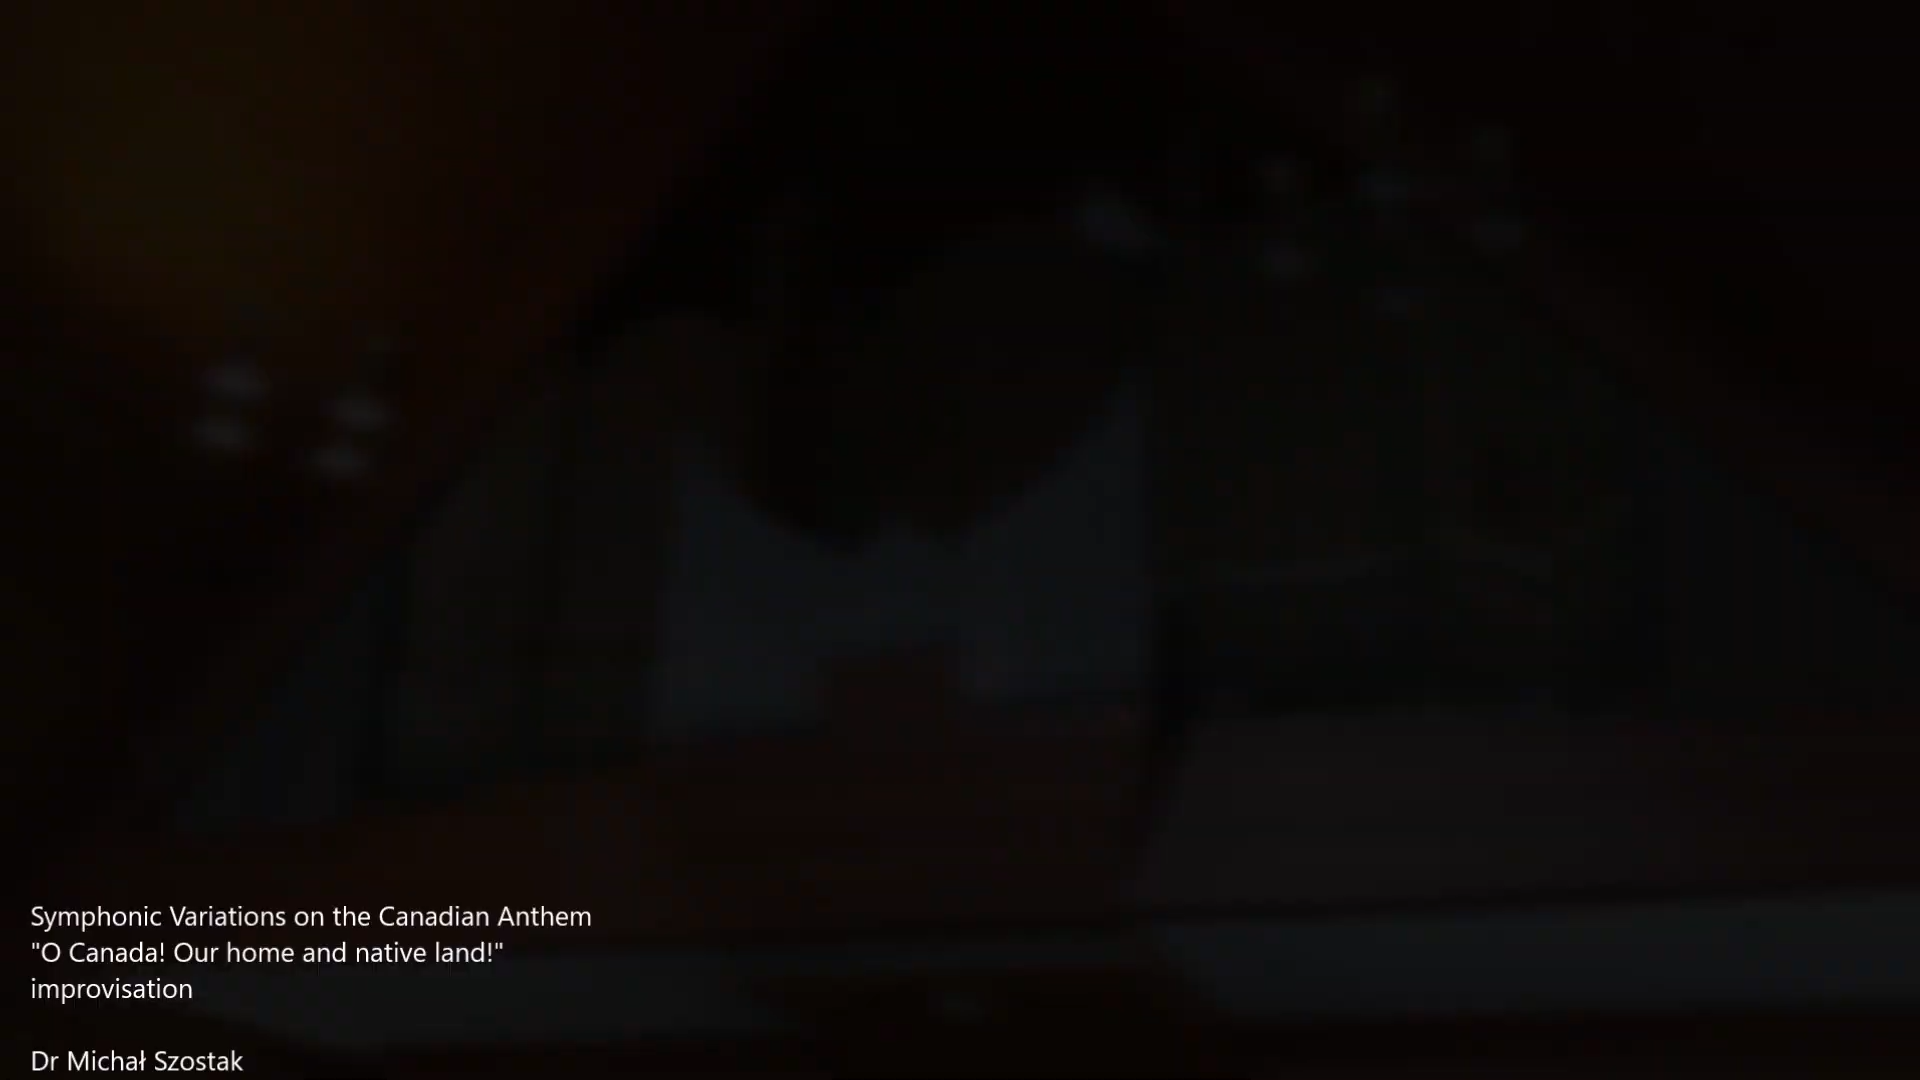 Symphonic Variations on the Canadian Anthem
"O Canada! Our home and native land!"
improvisation
Dr Michał Szostak